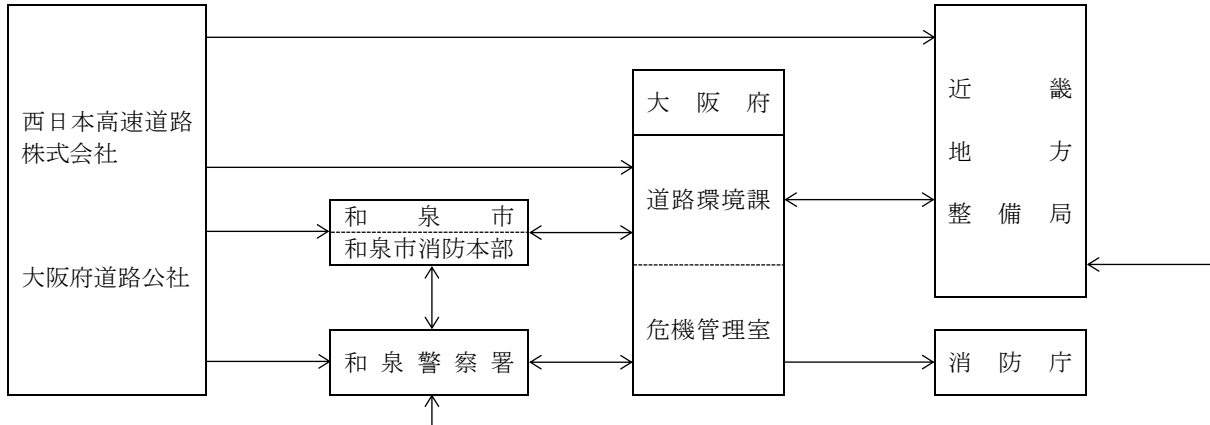 西日本高速道路
株式会社
大阪府道路公社
和泉市
和泉市消防本部
和泉警察署
大阪府
道路環境課
危機管理室
近畿
地方
整備局
消防庁